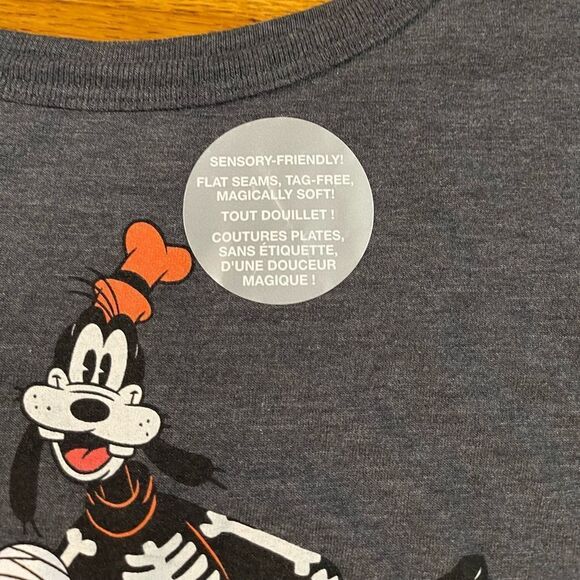 SENSORY-FRIENDLY!
FLAT SEAMS, TAG-FREE,
MAGICALLY SOFT!
TOUT DOUILLET !
COUTURES PLATES,
SANS ÉTIQUETTE,
D'UNE DOUCEUR
MAGIQUE !